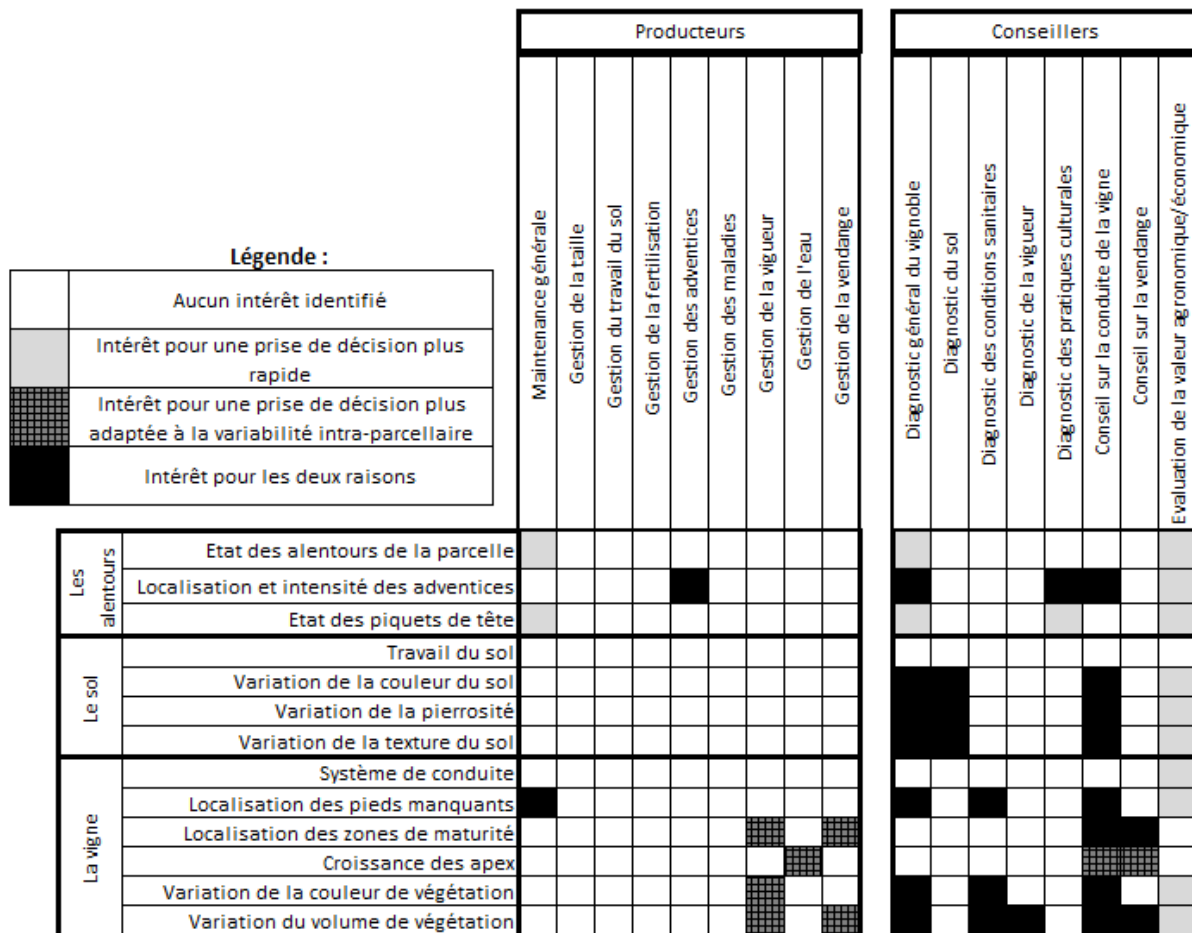 Producteurs
Conseillers
Maintenance générale
Gestion de la taille
Gestion du travail du sol
Gestion de la fertilisation
Gestion des adventices
Gestion des maladies
Gestion de la vigueur
Gestion de l'eau
Gestion de la vendange
Diagnostic général du vignoble
Diagnostic du sol
Diagnostic des conditions sanitaires
Diagnostic de la vigueur
Diagnostic des pratiques culturales
Conseil sur la conduite de la vigne
Conseil sur la vendange
Evaluation de la valeur agronomique/économique
Légende :
Aucun intérêt identifié
Intérêt pour une prise de décision plus
rapide
Intérêt pour une prise de décision plus
adaptée à la variabilité intra-parcellaire
Intérêt pour les deux raisons
Les
alentours
Etat des alentours de la parcelle
Localisation et intensité des adventices
Etat des piquets de tête
Le sol
Travail du sol
Variation de la couleur du sol
Variation de la pierrosité
Variation de la texture du sol
La vigne
Système de conduite
Localisation des pieds manquants
Localisation des zones de maturité
Croissance des apex
Variation de la couleur de végétation
Variation du volume de végétation